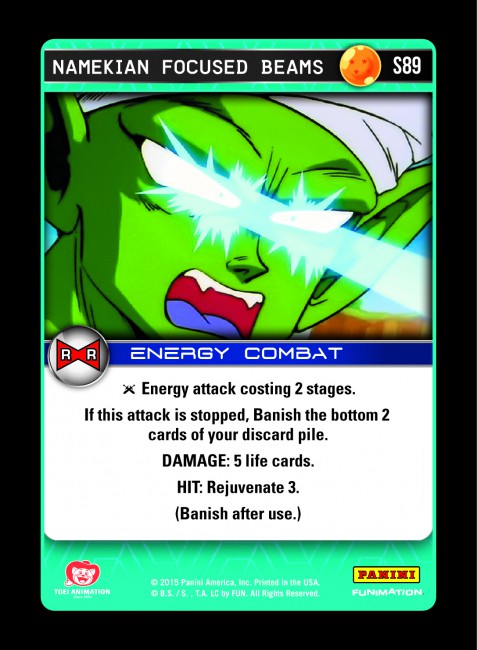 NAMEKIAN FOCUSED BEAMS S89
R R
ENERGY COMBAT
Energy attack costing 2 stages.
If this attack is stopped, Banish the bottom 2
cards of your discard pile.
DAMAGE: 5 life cards.
HIT: Rejuvenate 3.
(Banish after use.)
TOEI ANIMATION
© 2015 Panini America, Inc. Printed in the USA.
© B.S. / S. , T.A. LC by FUN. All Rights Reserved.
PANINI
FUNIMATION